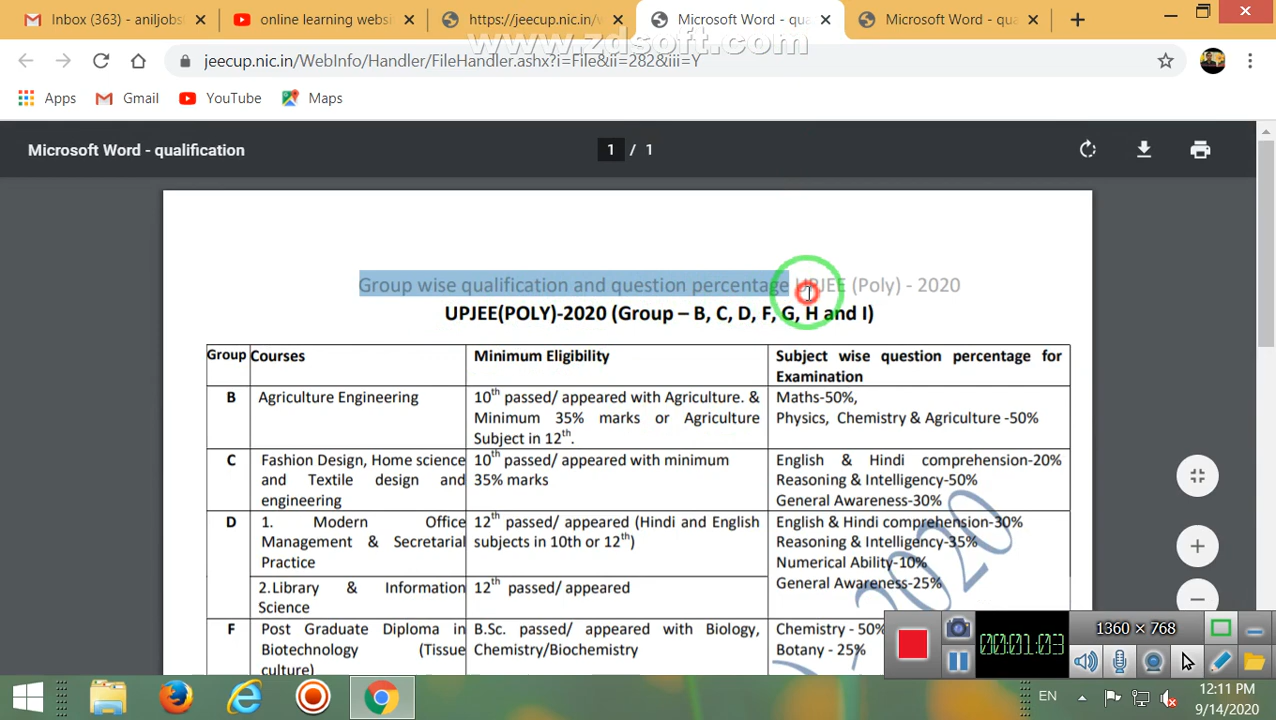 Inbox (363) - aniljobs
online learning websi
https://jeecup.nic.in/
Microsoft Word - qua
Microsoft Word - qua
www.zdsoft.com
jeecup.nic.in/WebInfo/Handler/FileHandler.ashx?i=File&ii=282&iii=Y
Apps
Gmail
YouTube
Maps
Microsoft Word - qualification
1 / 1
Group wise qualification and question percentage UPJEE (Poly) - 2020
UPJEE(POLY)-2020 (Group – B, C, D, F, G, H and I)
Group
Courses
Minimum Eligibility
Subject wise question percentage for
Examination
B
Agriculture Engineering
10th passed/ appeared with Agriculture. &
Minimum 35% marks or Agriculture
Subject in 12th.
Maths-50%,
Physics, Chemistry & Agriculture -50%
C
Fashion Design, Home science
and Textile design and
engineering
10th passed/ appeared with minimum
35% marks
English & Hindi comprehension-20%
Reasoning & Intelligency-50%
General Awareness-30%
D
1. Modern Office
Management & Secretarial
Practice
12th passed/ appeared (Hindi and English
subjects in 10th or 12th)
English & Hindi comprehension-30%
Reasoning & Intelligency-35%
Numerical Ability-10%
General Awareness-25%
2.Library & Information
Science
12th passed/ appeared
F
Post Graduate Diploma in
Biotechnology (Tissue
culture)
B.Sc. passed/ appeared with Biology,
Chemistry/Biochemistry
Chemistry - 50%
Botany - 25%
2020
1360 × 768
00:01:03
EN
12:11 PM
9/14/2020